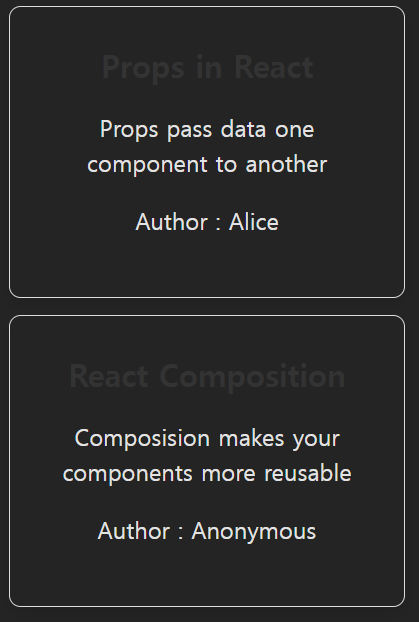 Props in React
Props pass data one
component to another
Author : Alice
React Composition
Composision makes your
components more reusable
Author : Anonymous